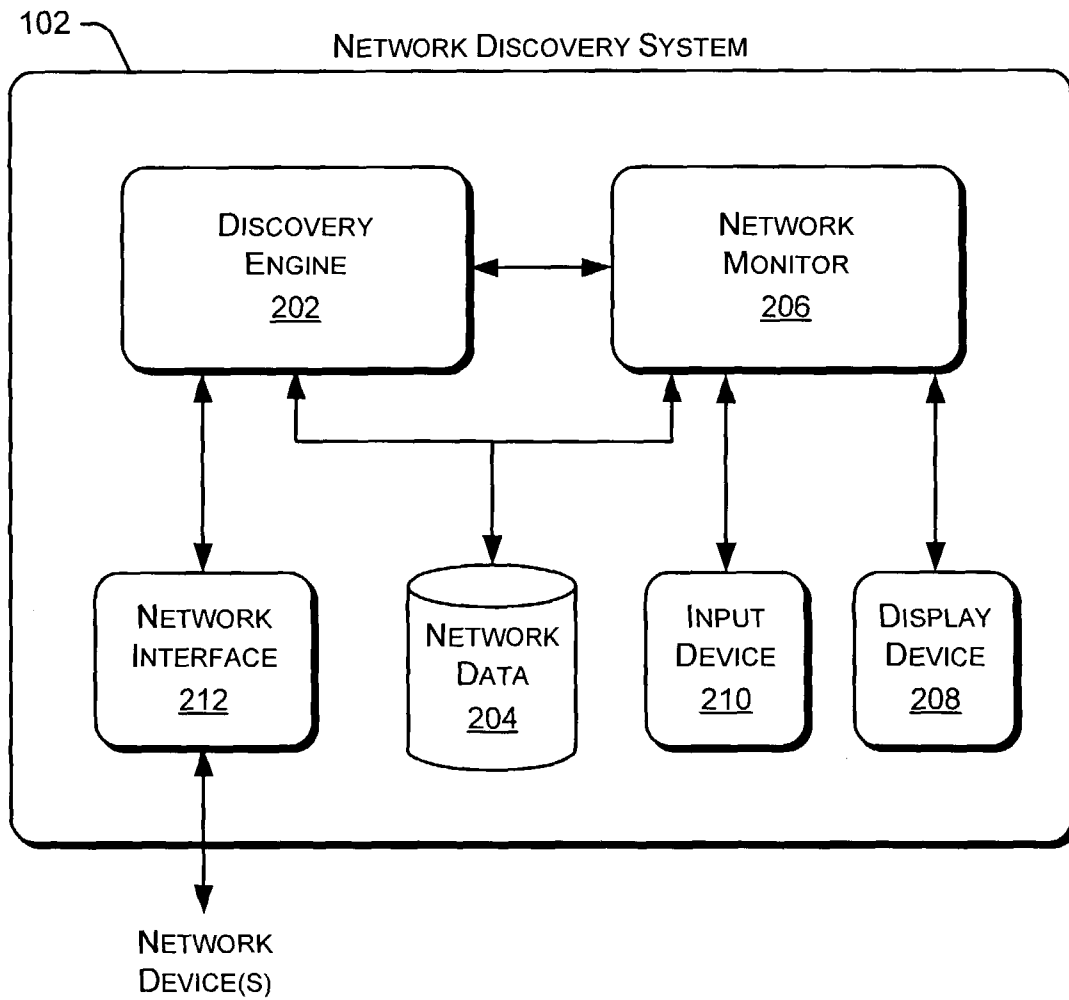 102
NETWORK DISCOVERY SYSTEM
DISCOVERY
ENGINE
202
NETWORK
MONITOR
206
NETWORK
INTERFACE
212
NETWORK
DATA
204
INPUT
DEVICE
210
DISPLAY
DEVICE
208
NETWORK
DEVICE(S)